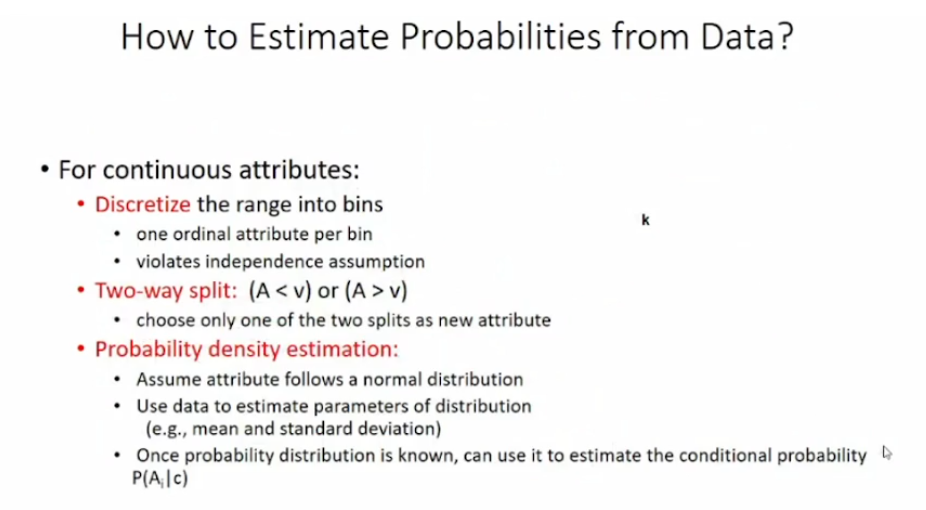 How to Estimate Probabilities from Data?
• For continuous attributes:
• Discretize the range into bins
k
• one ordinal attribute per bin
• violates independence assumption
• Two-way split: (A < v) or (A > v)
• choose only one of the two splits as new attribute
• Probability density estimation:
• Assume attribute follows a normal distribution
• Use data to estimate parameters of distribution
(e.g., mean and standard deviation)
• Once probability distribution is known, can use it to estimate the conditional probability
P(Aᵢ|c)